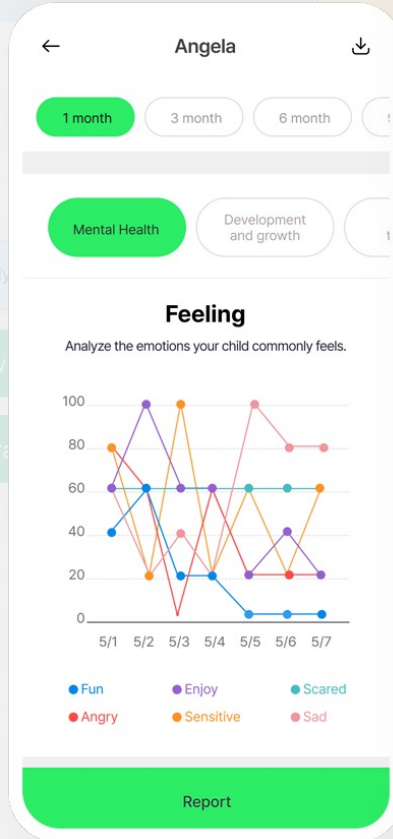 Angela
1 month 3 month 6 month
Mental Health Development
and growth
Feeling
Analyze the emotions your child commonly feels.
100
80
60
40
20
0
5/1 5/2 5/3 5/4 5/5 5/6 5/7
Fun Enjoy Scared
Angry Sensitive Sad
Report